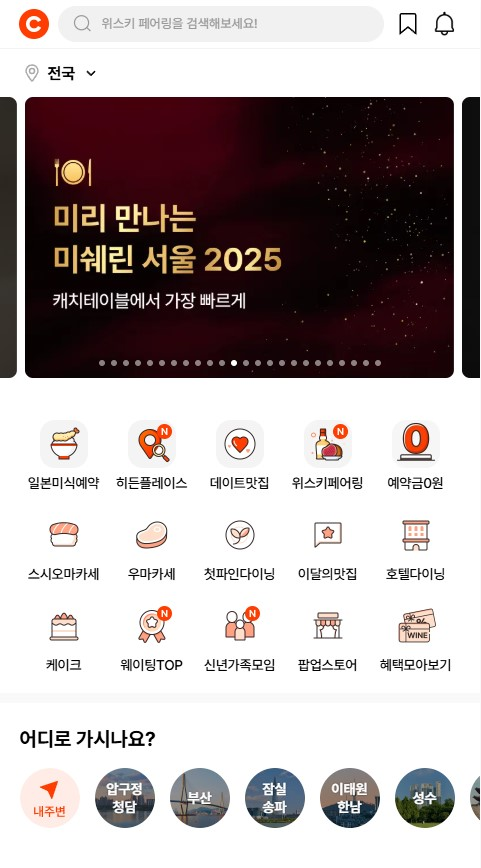 위스키 페어링을 검색해보세요!
전국
미리 만나는
미쉐린 서울 2025
캐치테이블에서 가장 빠르게
N
N
0
일본미식예약
히든플레이스
데이트맛집
위스키페어링
예약금0원
스시오마카세
우마카세
첫파인다이닝
이달의맛집
호텔다이닝
N
N
WINE
케이크
웨이팅TOP
신년가족모임
팝업스토어
혜택모아보기
어디로 가시나요?
압구정
청담
부산
잠실
송파
이태원
한남
성수
내주변